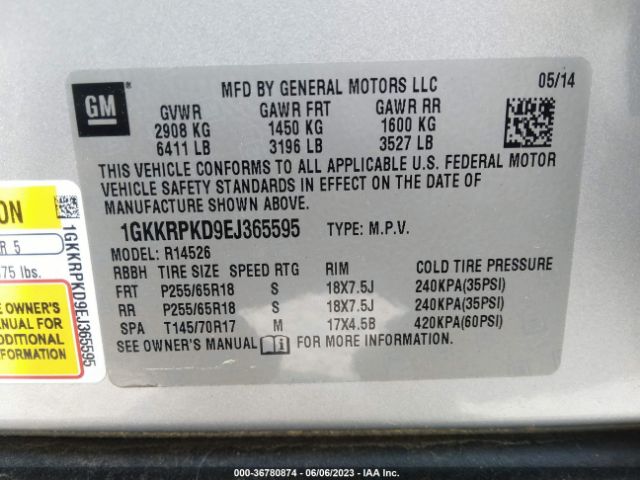 GM
®
MFD BY GENERAL MOTORS LLC 05/14
GVWR GAWR FRT GAWR RR
2908 KG 1450 KG 1600 KG
6411 LB 3196 LB 3527 LB
THIS VEHICLE CONFORMS TO ALL APPLICABLE U.S. FEDERAL MOTOR
VEHICLE SAFETY STANDARDS IN EFFECT ON THE DATE OF
MANUFACTURE SHOWN ABOVE.
1GKKRPKD9EJ365595 TYPE: M.P.V.
MODEL: R14526
RBBH TIRE SIZE SPEED RTG RIM COLD TIRE PRESSURE
FRT P255/65R18 S 18X7.5J 240KPA(35PSI)
RR P255/65R18 S 18X7.5J 240KPA(35PSI)
SPA T145/70R17 M 17X4.5B 420KPA(60PSI)
SEE OWNER'S MANUAL FOR MORE INFORMATION.
ON
R 5
75 lbs.
E OWNER'S
NUAL FOR
DDITIONAL
RMATION
1GKKRPKD9EJ365595
000-36780874 - 06/06/2023 - IAA Inc.